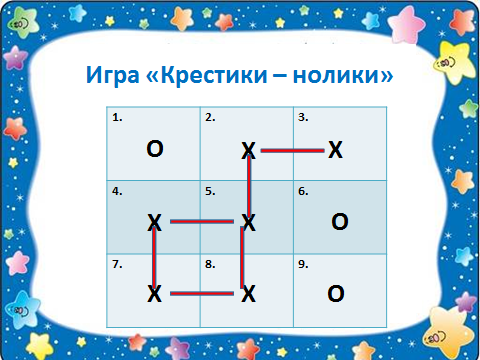 Игра «Крестики – нолики»
1. 2. 3.
О Х Х
4. 5. 6.
Х Х О
7. 8. 9.
Х Х О